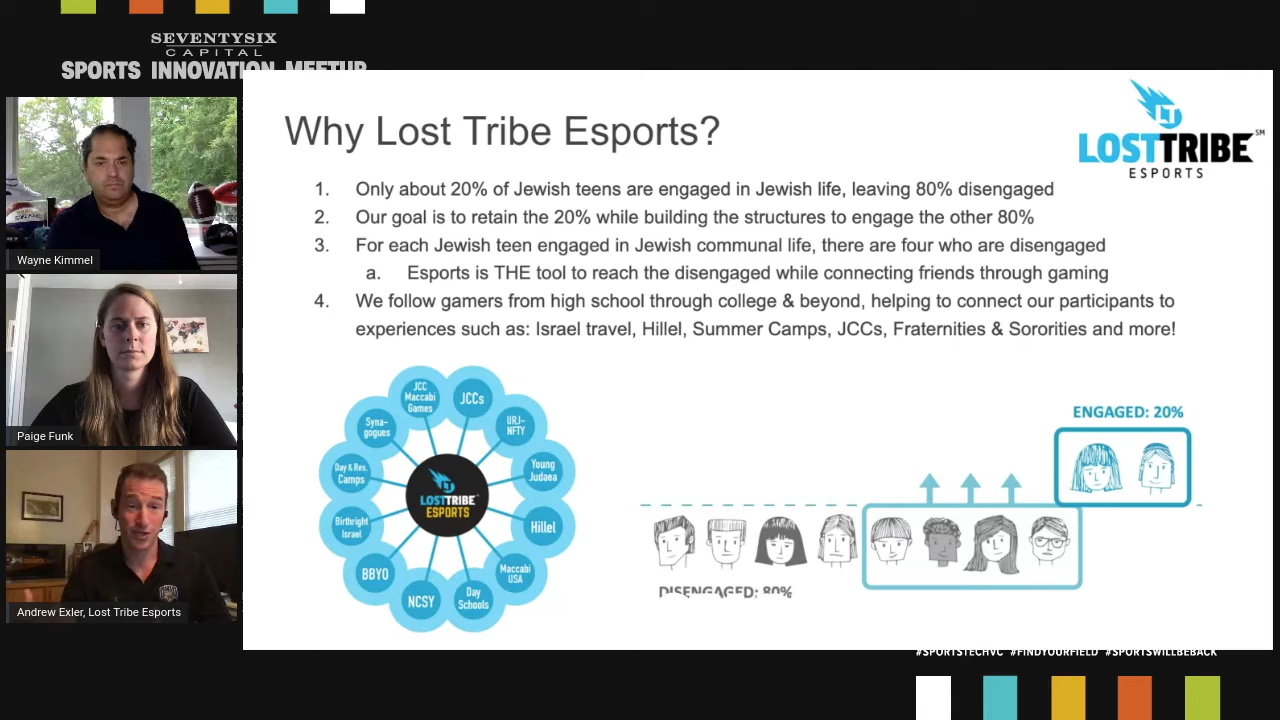 SEVENTYSIX
CAPITAL
SPORTS INNOVATION MEETUP
Wayne Kimmel
Paige Funk
Andrew Exler, Lost Tribe Esports
Why Lost Tribe Esports?
LT
LOSTTRIBE℠
ESPORTS
1. Only about 20% of Jewish teens are engaged in Jewish life, leaving 80% disengaged
2. Our goal is to retain the 20% while building the structures to engage the other 80%
3. For each Jewish teen engaged in Jewish communal life, there are four who are disengaged
a. Esports is THE tool to reach the disengaged while connecting friends through gaming
4. We follow gamers from high school through college & beyond, helping to connect our participants to
experiences such as: Israel travel, Hillel, Summer Camps, JCCs, Fraternities & Sororities and more!
JCC
Maccabi
Games
JCCs
URJ-
NFTY
Young
Judaea
Hillel
Maccabi
USA
Day
Schools
NCSY
BBYO
Birthright
Israel
Day & Res.
Camps
Syna-
gogues
LOSTTRIBE
ESPORTS
ENGAGED: 20%
DISENGAGED: 80%
#SPORTSTECHVC #FINDYOURFIELD #SPORTSWILLBEBACK